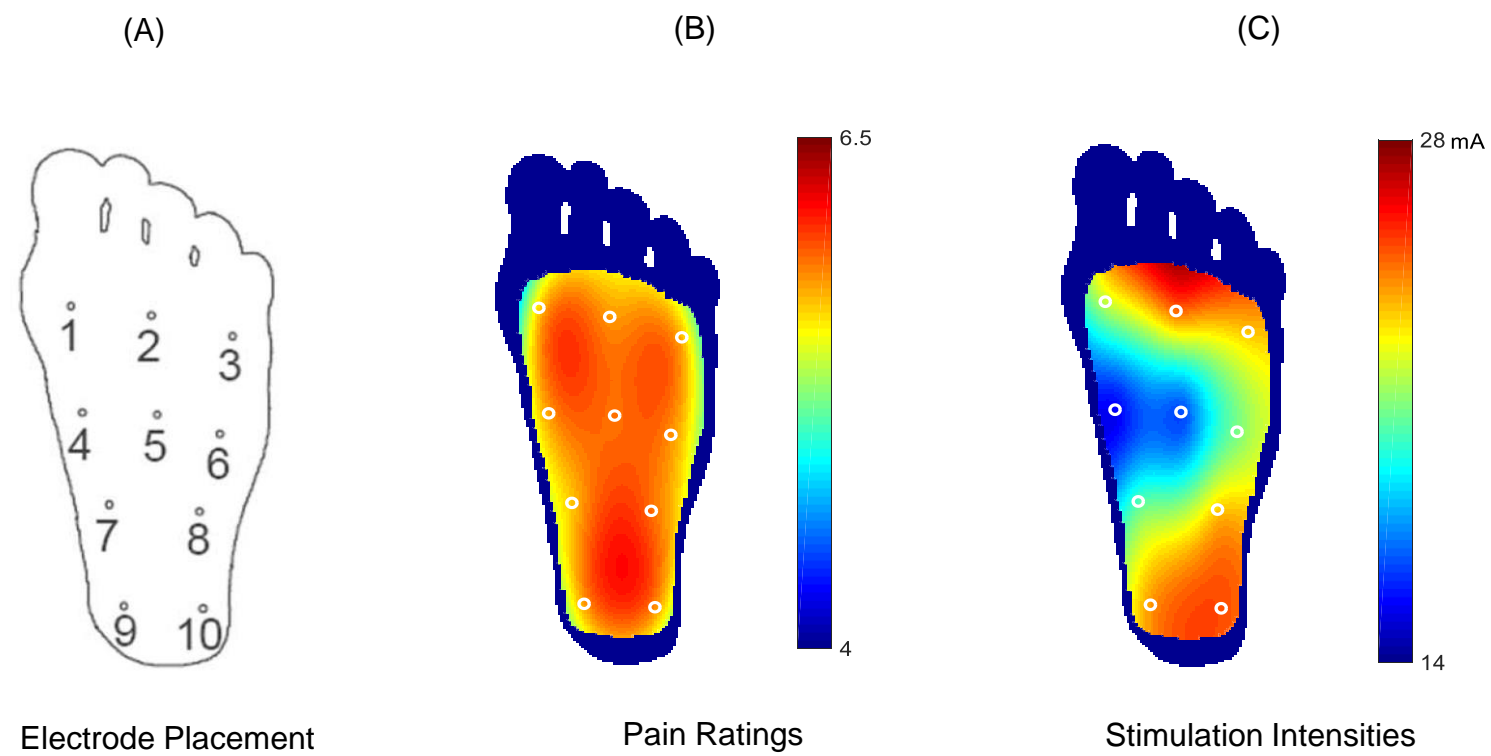 (A)
(B)
(C)
6.5
28 mA
1
2
3
4
5
6
7
8
9
10
4
14
Electrode Placement
Pain Ratings
Stimulation Intensities